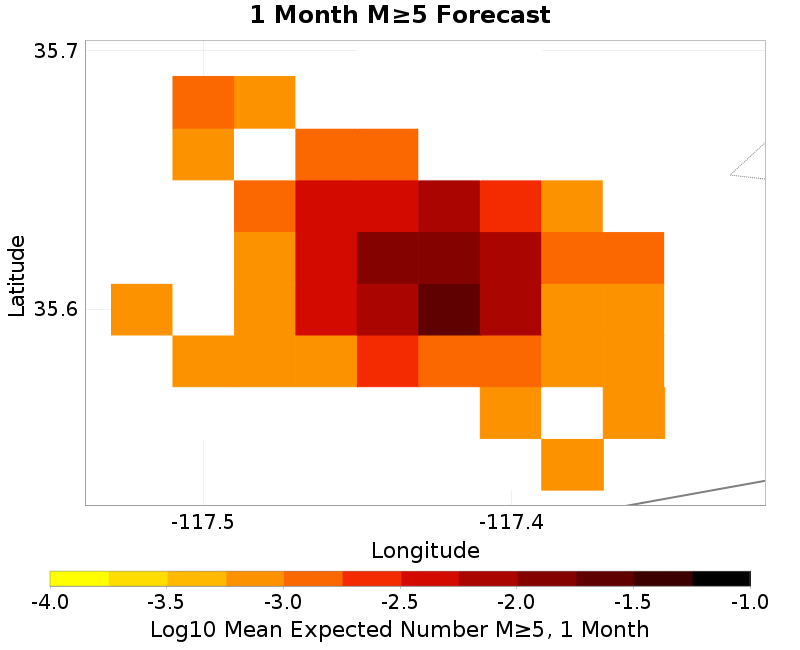 1 Month M≥5 Forecast
35.7
35.6
Latitude
-117.5
-117.4
Longitude
-4.0
-3.5
-3.0
-2.5
-2.0
-1.5
-1.0
Log10 Mean Expected Number M≥5, 1 Month